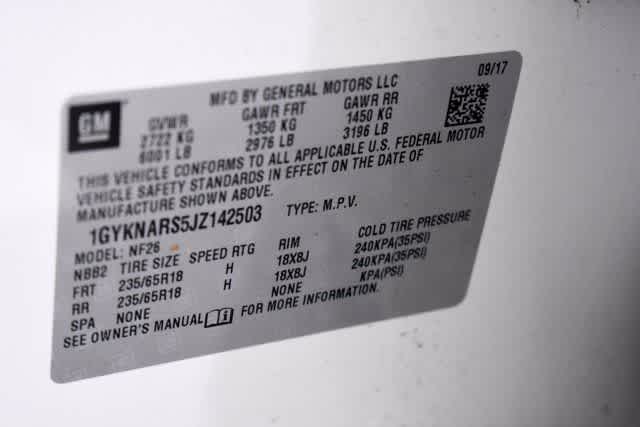 GM
MFD BY GENERAL MOTORS LLC 09/17
GVWR GAWR FRT GAWR RR
2722 KG 1350 KG 1450 KG
6001 LB 2976 LB 3196 LB
THIS VEHICLE CONFORMS TO ALL APPLICABLE U.S. FEDERAL MOTOR
VEHICLE SAFETY STANDARDS IN EFFECT ON THE DATE OF
MANUFACTURE SHOWN ABOVE.
1GYKNARS5JZ142503 TYPE: M.P.V.
MODEL: NF26
NBB2 TIRE SIZE SPEED RTG RIM COLD TIRE PRESSURE
FRT 235/65R18 H 18X8J 240KPA(35PSI)
RR 235/65R18 H 18X8J 240KPA(35PSI)
SPA NONE NONE KPA(PSI)
SEE OWNER'S MANUAL FOR MORE INFORMATION.